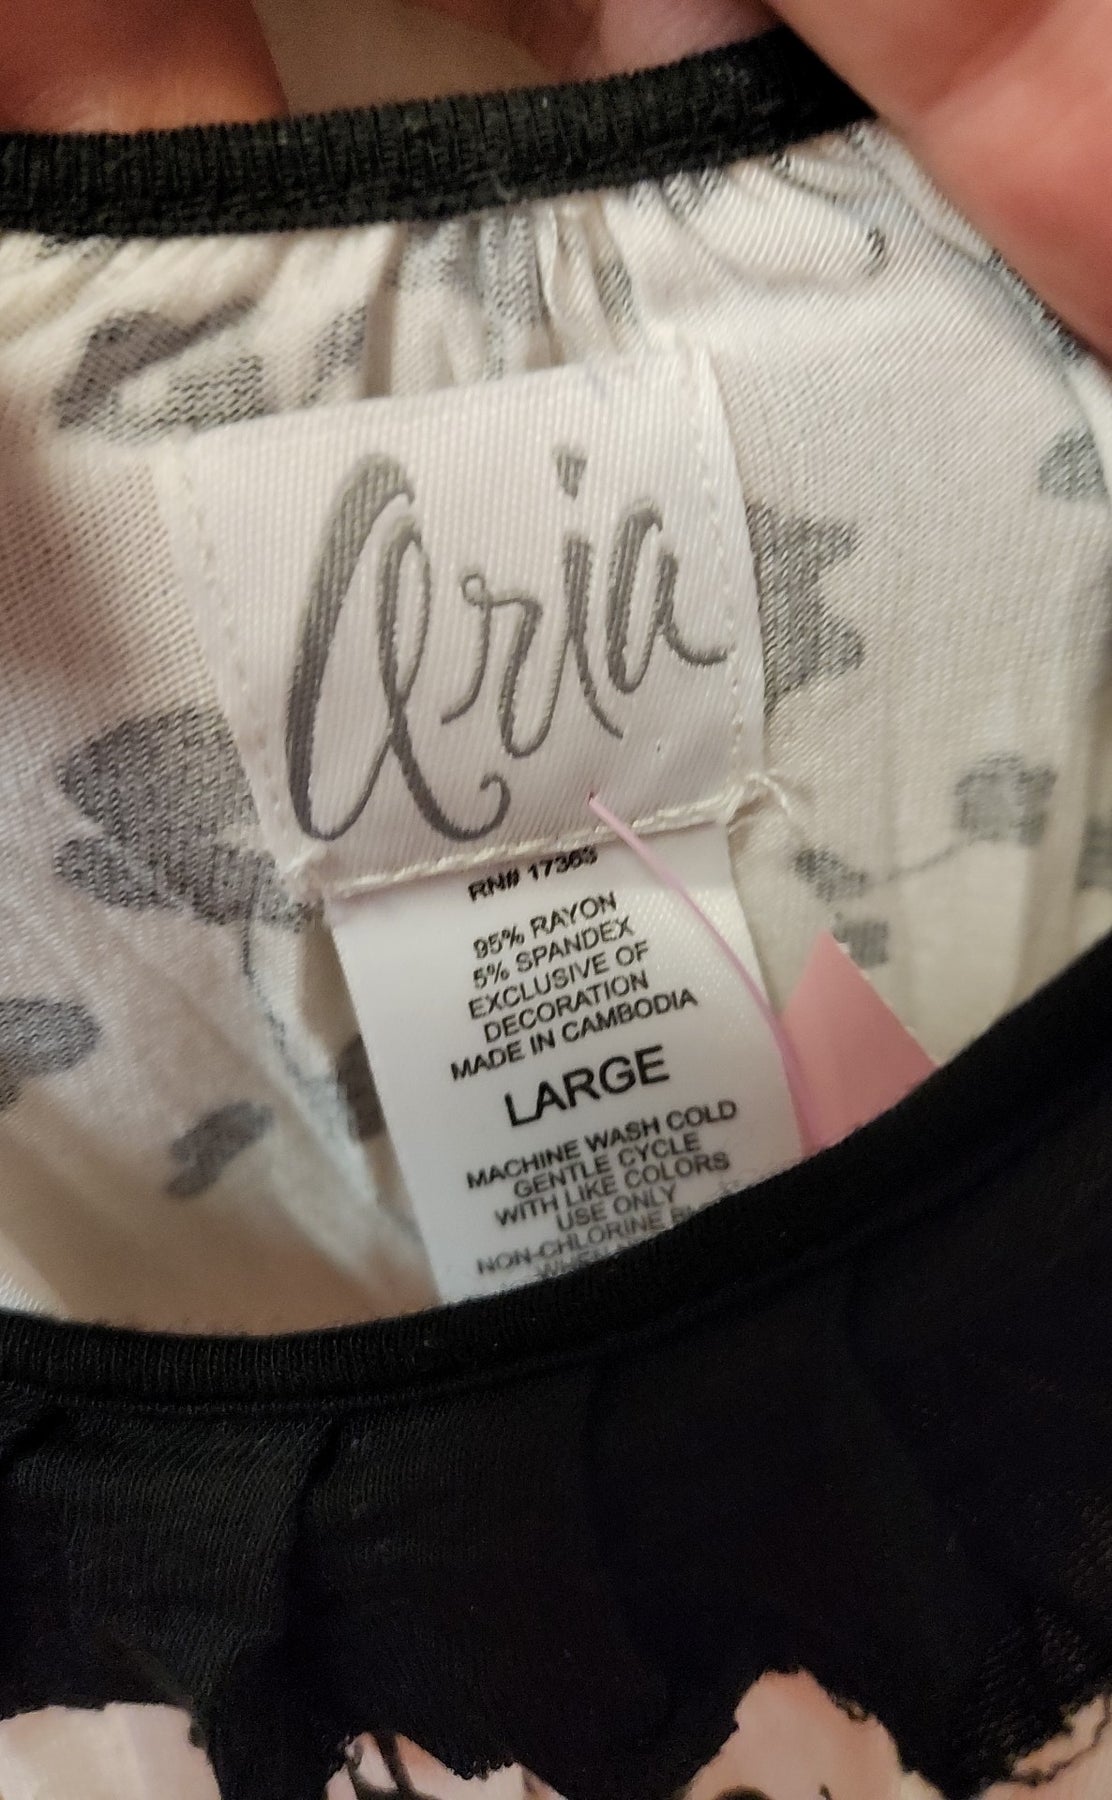 aria
RN# 17363
95% RAYON
5% SPANDEX
EXCLUSIVE OF
DECORATION
MADE IN CAMBODIA
LARGE
MACHINE WASH COLD
GENTLE CYCLE
WITH LIKE COLORS
USE ONLY
NON-CHLORINE